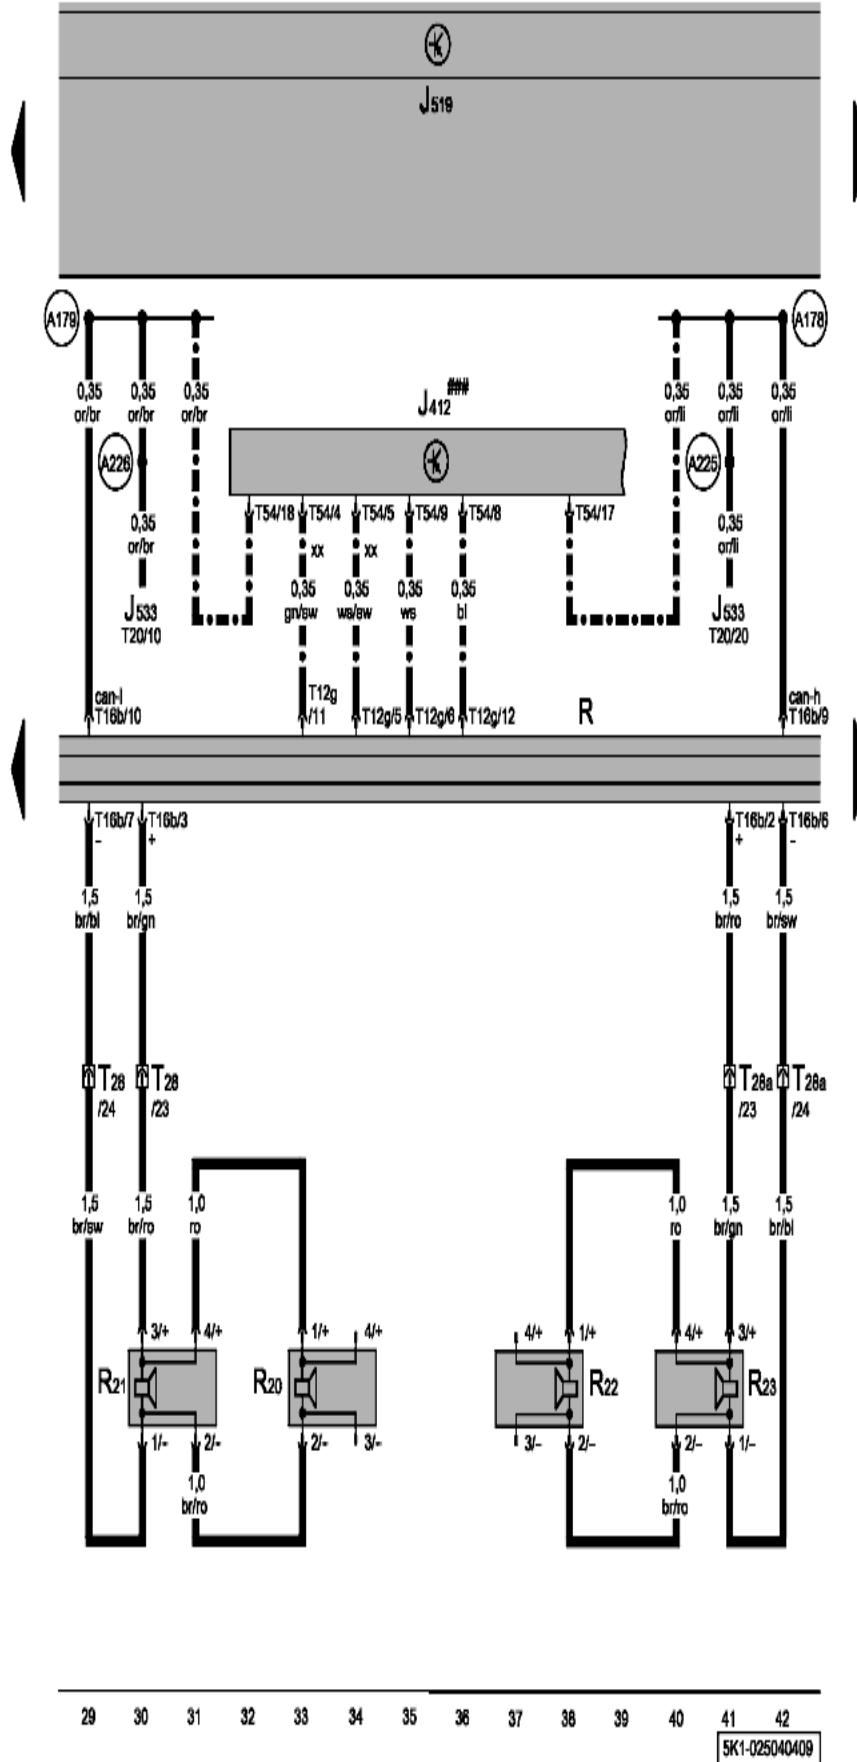 J519
A179
A178
0,35 0,35 0,35
or/br or/br or/br
J412 ###
0,35 0,35 0,35
or/li or/li or/li
A226
A225
T54/18 T54/4 T54/5 T54/9 T54/8 T54/17
xx xx
0,35
or/br
0,35
or/li
0,35 0,35 0,35 0,35
gn/sw ws/sw ws bl
J533
T20/10
J533
T20/20
can-l
T16b/10
T12g
/11
T12g/5 T12g/6 T12g/12
R
can-h
T16b/9
T16b/7 T16b/3 T16b/2 T16b/6
- + + -
1,5 1,5 1,5 1,5
br/bl br/gn br/ro br/sw
T28 T28 T28a T28a
/24 /23 /23 /24
1,5 1,5 1,0 1,0 1,5 1,5
br/sw br/ro ro ro br/gn br/bl
3/+ 4/+ 1/+ 4/+ 4/+ 1/+ 4/+ 3/+
R21 R20 R22 R23
1/- 2/- 2/- 3/- 3/- 2/- 2/- 1/-
1,0 1,0
br/ro br/ro
29 30 31 32 33 34 35 36 37 38 39 40 41 42
5K1-025040409